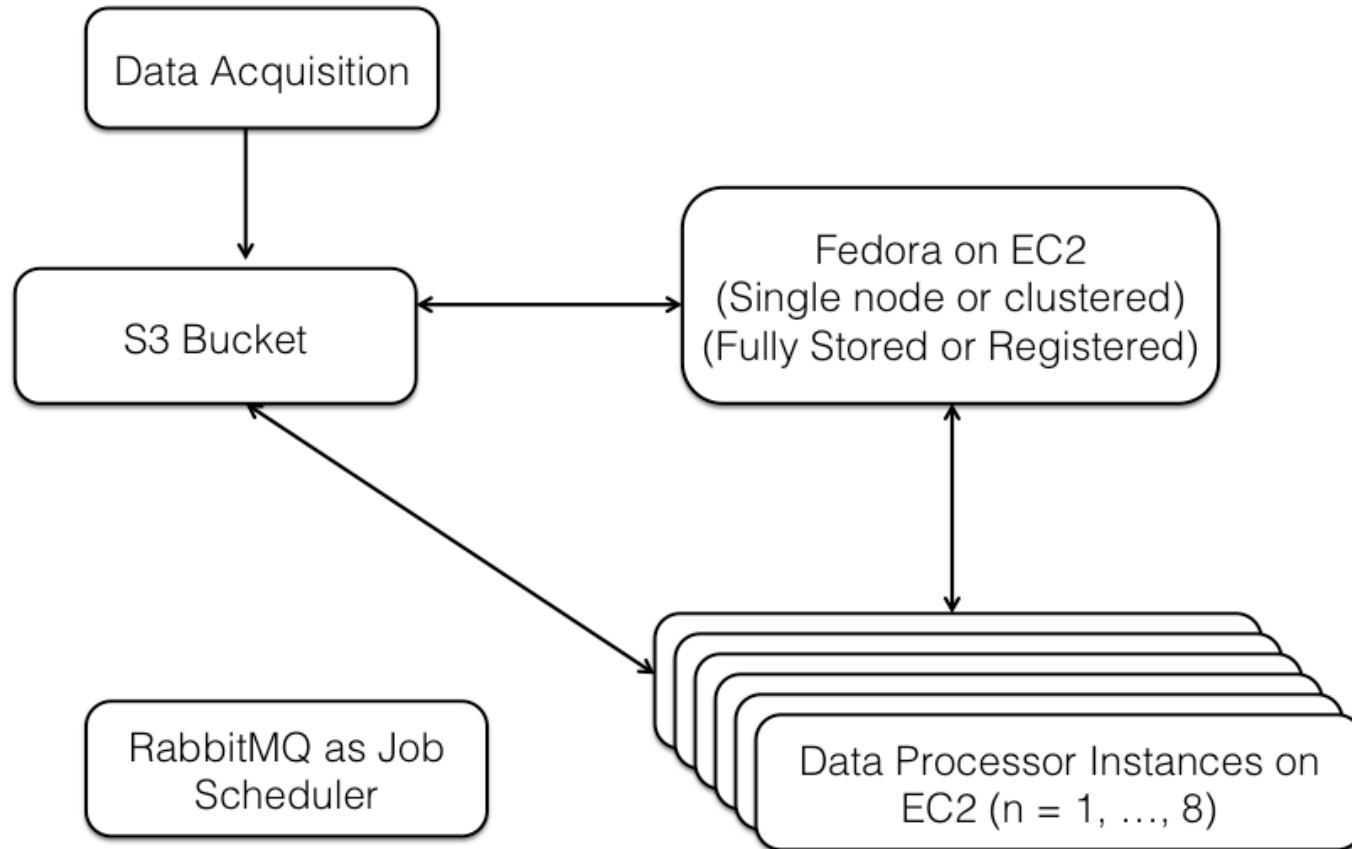 Data Acquisition
Fedora on EC2
(Single node or clustered)
(Fully Stored or Registered)
S3 Bucket
RabbitMQ as Job
Scheduler
Data Processor Instances on
EC2 (n = 1, …, 8)